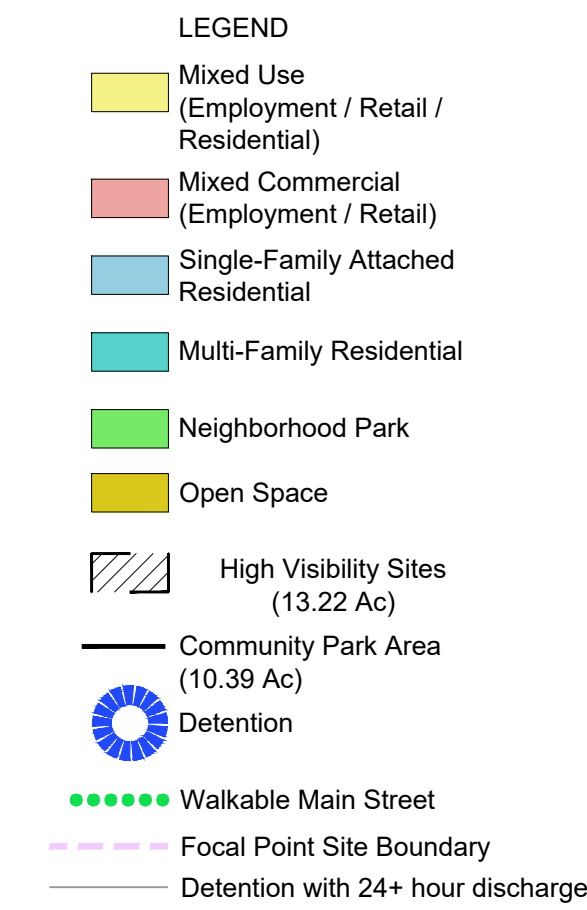 LEGEND
Mixed Use
(Employment / Retail /
Residential)
Mixed Commercial
(Employment / Retail)
Single-Family Attached
Residential
Multi-Family Residential
Neighborhood Park
Open Space
High Visibility Sites
(13.22 Ac)
Community Park Area
(10.39 Ac)
Detention
Walkable Main Street
Focal Point Site Boundary
Detention with 24+ hour discharge